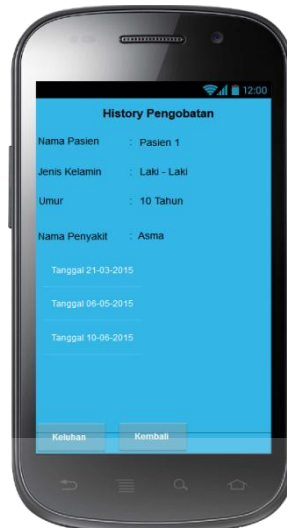 12:00
History Pengobatan
Nama Pasien : Pasien 1
Jenis Kelamin : Laki - Laki
Umur : 10 Tahun
Nama Penyakit : Asma
Tanggal 21-03-2015
Tanggal 06-05-2015
Tanggal 10-06-2015
Keluhan Kembali